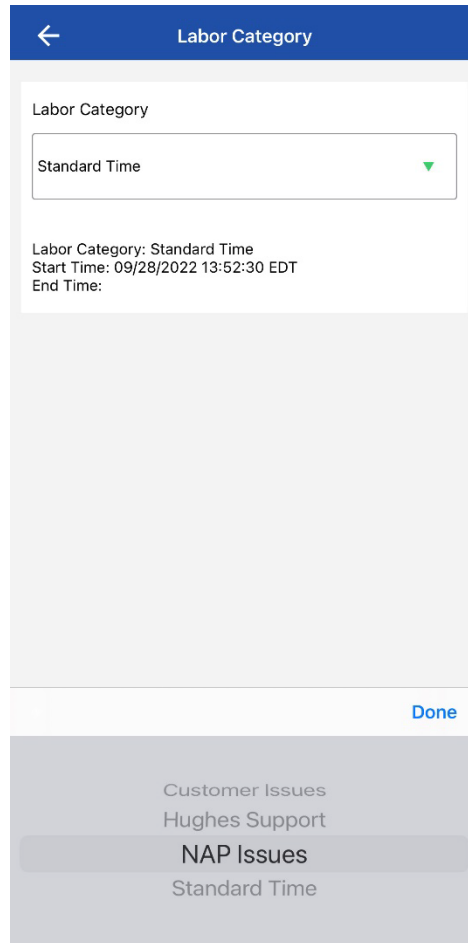 Labor Category
Labor Category
Standard Time
Labor Category: Standard Time
Start Time: 09/28/2022 13:52:30 EDT
End Time:
Done
Customer Issues
Hughes Support
NAP Issues
Standard Time